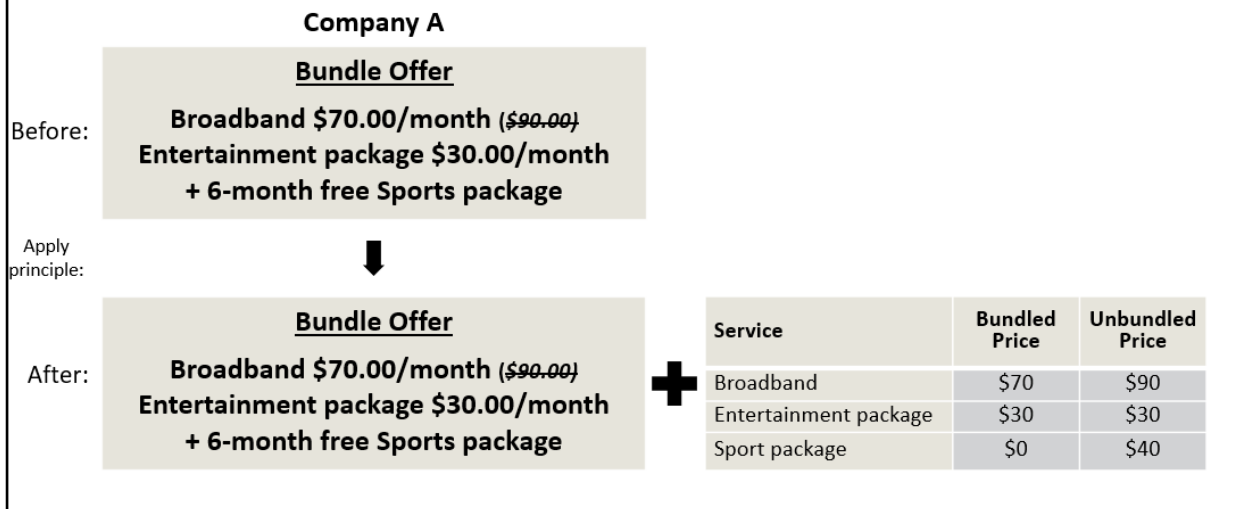 Company A
Before:
Bundle Offer
Broadband $70.00/month ($90.00)
Entertainment package $30.00/month
+ 6-month free Sports package
Apply
principle:
After:
Bundle Offer
Broadband $70.00/month ($90.00)
Entertainment package $30.00/month
+ 6-month free Sports package
Service Bundled Price Unbundled Price
Broadband $70 $90
Entertainment package $30 $30
Sport package $0 $40